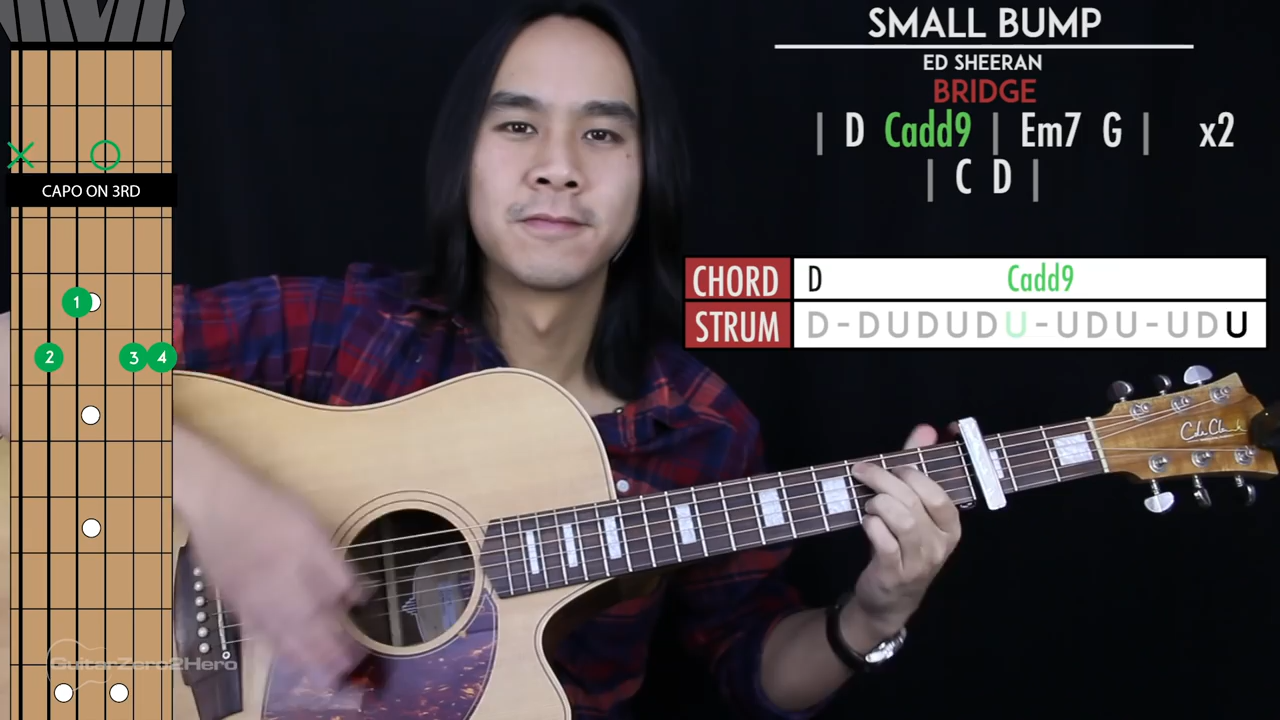 SMALL BUMP
ED SHEERAN
BRIDGE
| D Cadd9 | Em7 G | x2
| C D |
CAPO ON 3RD
CHORD D Cadd9
STRUM D-DUDUDU-UDU-UDU
1
2 3 4
GuitarZero2Hero